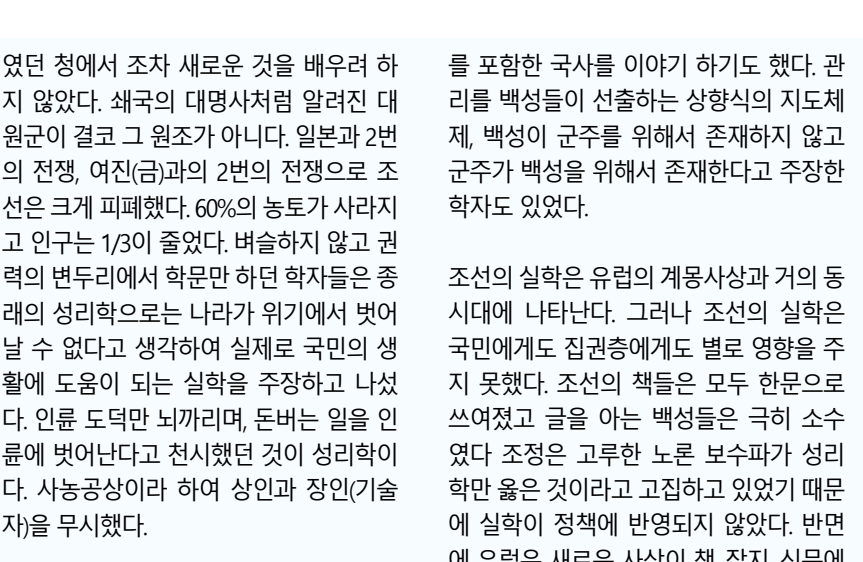 였던 청에서 조차 새로운 것을 배우려 하
지 않았다. 쇄국의 대명사처럼 알려진 대
원군이 결코 그 원조가 아니다. 일본과 2번
의 전쟁, 여진(금)과의 2번의 전쟁으로 조
선은 크게 피폐했다. 60%의 농토가 사라지
고 인구는 1/3이 줄었다. 벼슬하지 않고 권
력의 변두리에서 학문만 하던 학자들은 종
래의 성리학으로는 나라가 위기에서 벗어
날 수 없다고 생각하여 실제로 국민의 생
활에 도움이 되는 실학을 주장하고 나섰
다. 인륜 도덕만 뇌까리며, 돈버는 일을 인
륜에 벗어난다고 천시했던 것이 성리학이
다. 사농공상이라 하여 상인과 장인(기술
자)을 무시했다.
를 포함한 국사를 이야기 하기도 했다. 관
리를 백성들이 선출하는 상향식의 지도체
제, 백성이 군주를 위해서 존재하지 않고
군주가 백성을 위해서 존재한다고 주장한
학자도 있었다.
조선의 실학은 유럽의 계몽사상과 거의 동
시대에 나타난다. 그러나 조선의 실학은
국민에게도 집권층에게도 별로 영향을 주
지 못했다. 조선의 책들은 모두 한문으로
쓰여졌고 글을 아는 백성들은 극히 소수
였다 조정은 고루한 노론 보수파가 성리
학만 옳은 것이라고 고집하고 있었기 때문
에 실학이 정책에 반영되지 않았다. 반면
에 유럽은 새로운 사상이 책, 잡지, 신문에